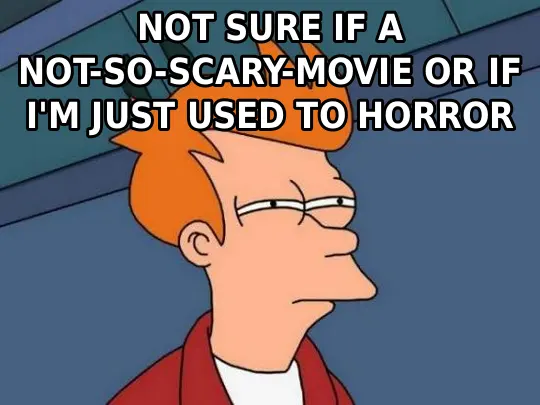 NOT SURE IF A
NOT-SO-SCARY-MOVIE OR IF
I'M JUST USED TO HORROR